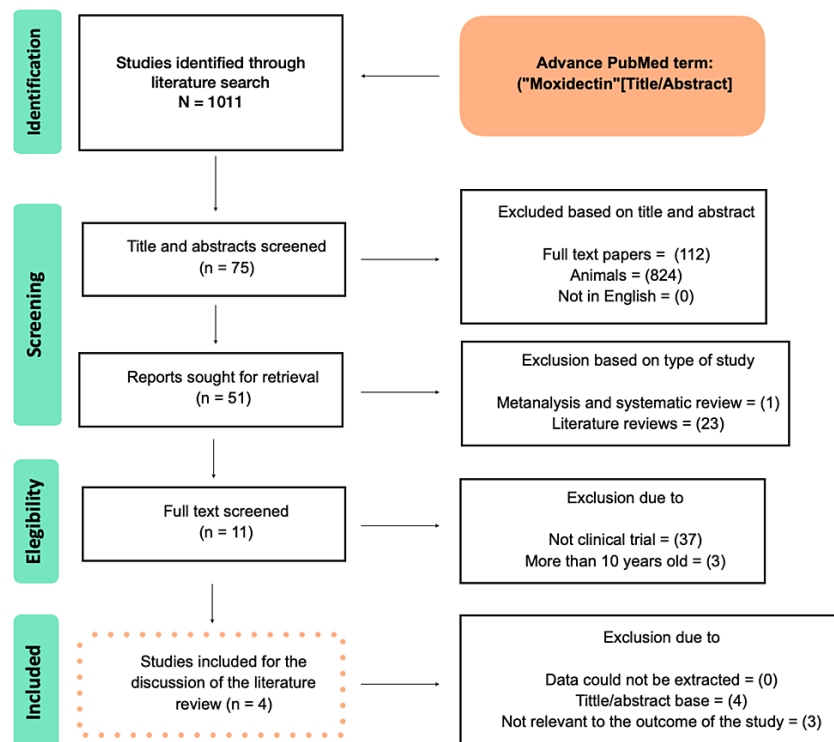 Identification
Studies identified through
literature search
N = 1011
Advance PubMed term:
("Moxidectin"[Title/Abstract]
Screening
Title and abstracts screened
(n = 75)
Excluded based on title and abstract
Full text papers = (112)
Animals = (824)
Not in English = (0)
Reports sought for retrieval
(n = 51)
Exclusion based on type of study
Metanalysis and systematic review = (1)
Literature reviews = (23)
Elegibility
Full text screened
(n = 11)
Exclusion due to
Not clinical trial = (37)
More than 10 years old = (3)
Included
Studies included for the
discussion of the literature
review (n = 4)
Exclusion due to
Data could not be extracted = (0)
Tittle/abstract base = (4)
Not relevant to the outcome of the study = (3)